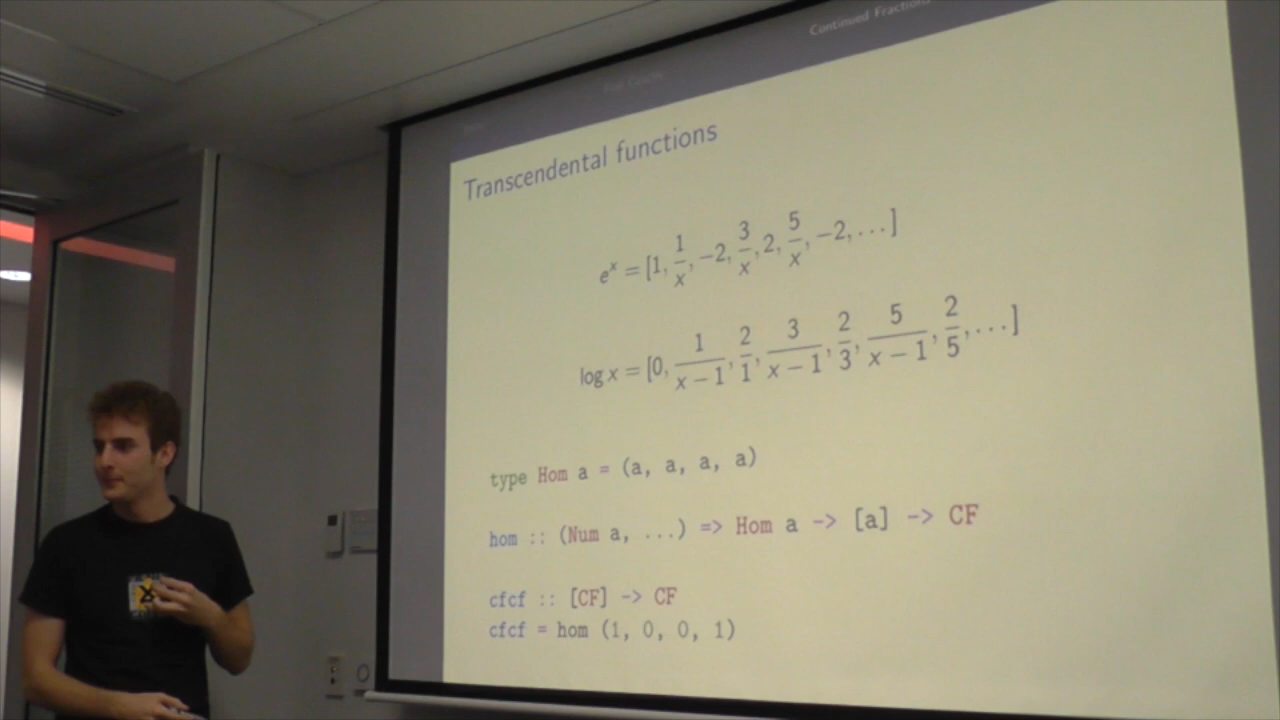 Continued Fractions
Transcendental functions
e^x = [1, 1/x, −2, 3/x, 2, 5/x, −2, …]
log x = [0, 1/(x − 1), 2/1, 3/(x − 1), 2/3, 5/(x − 1), 2/5, …]
type Hom a = (a, a, a, a)
hom :: (Num a, ...) => Hom a -> [a] -> CF
cfcf :: [CF] -> CF
cfcf = hom (1, 0, 0, 1)